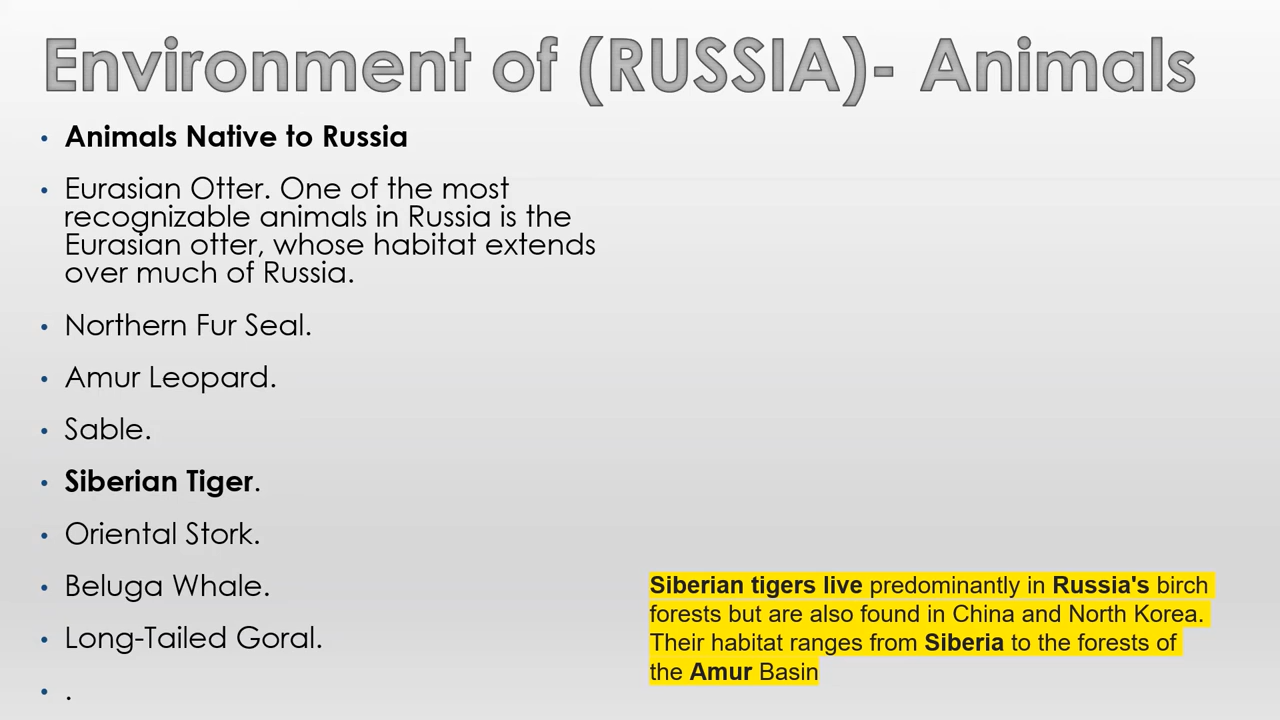 Environment of (RUSSIA)- Animals
• Animals Native to Russia
• Eurasian Otter. One of the most
recognizable animals in Russia is the
Eurasian otter, whose habitat extends
over much of Russia.
• Northern Fur Seal.
• Amur Leopard.
• Sable.
• Siberian Tiger.
• Oriental Stork.
• Beluga Whale.
• Long-Tailed Goral.
• .
Siberian tigers live predominantly in Russia's birch
forests but are also found in China and North Korea.
Their habitat ranges from Siberia to the forests of
the Amur Basin